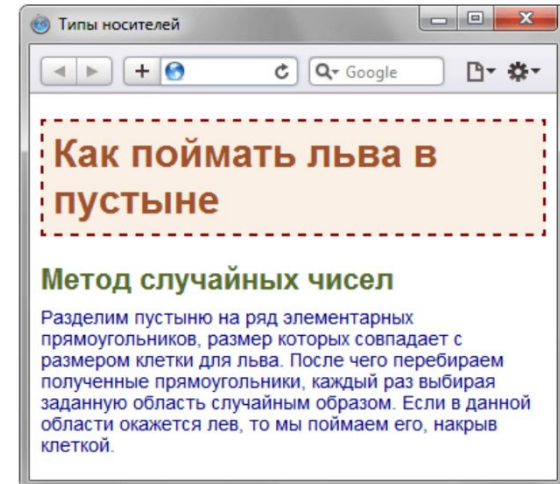 Типы носителей
Google
Как поймать льва в
пустыне
Метод случайных чисел
Разделим пустыню на ряд элементарных
прямоугольников, размер которых совпадает с
размером клетки для льва. После чего перебираем
полученные прямоугольники, каждый раз выбирая
заданную область случайным образом. Если в данной
области окажется лев, то мы поймаем его, накрыв
клеткой.